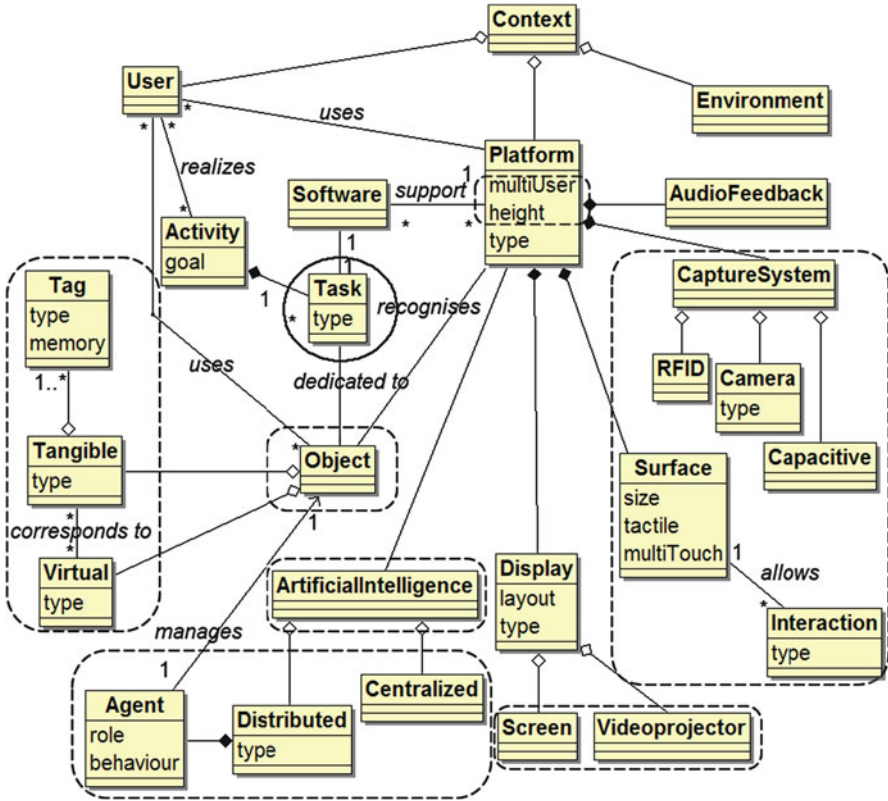 Context
User
Environment
uses
*
*
*
*
Platform
multiUser
height
type
1
realizes
Software
support
AudioFeedback
*
*
*
Activity
goal
1
1
CaptureSystem
Tag
type
memory
1
Task
type
*
recognises
RFID
Camera
type
1..*
uses
dedicated to
Tangible
type
*
Object
Surface
size
tactile
multiTouch
Capacitive
*
corresponds to
*
1
1
Virtual
type
ArtificialIntelligence
Display
layout
type
allows
*
Interaction
type
manages
1
Centralized
Agent
role
behaviour
Distributed
type
Screen
Videoprojector